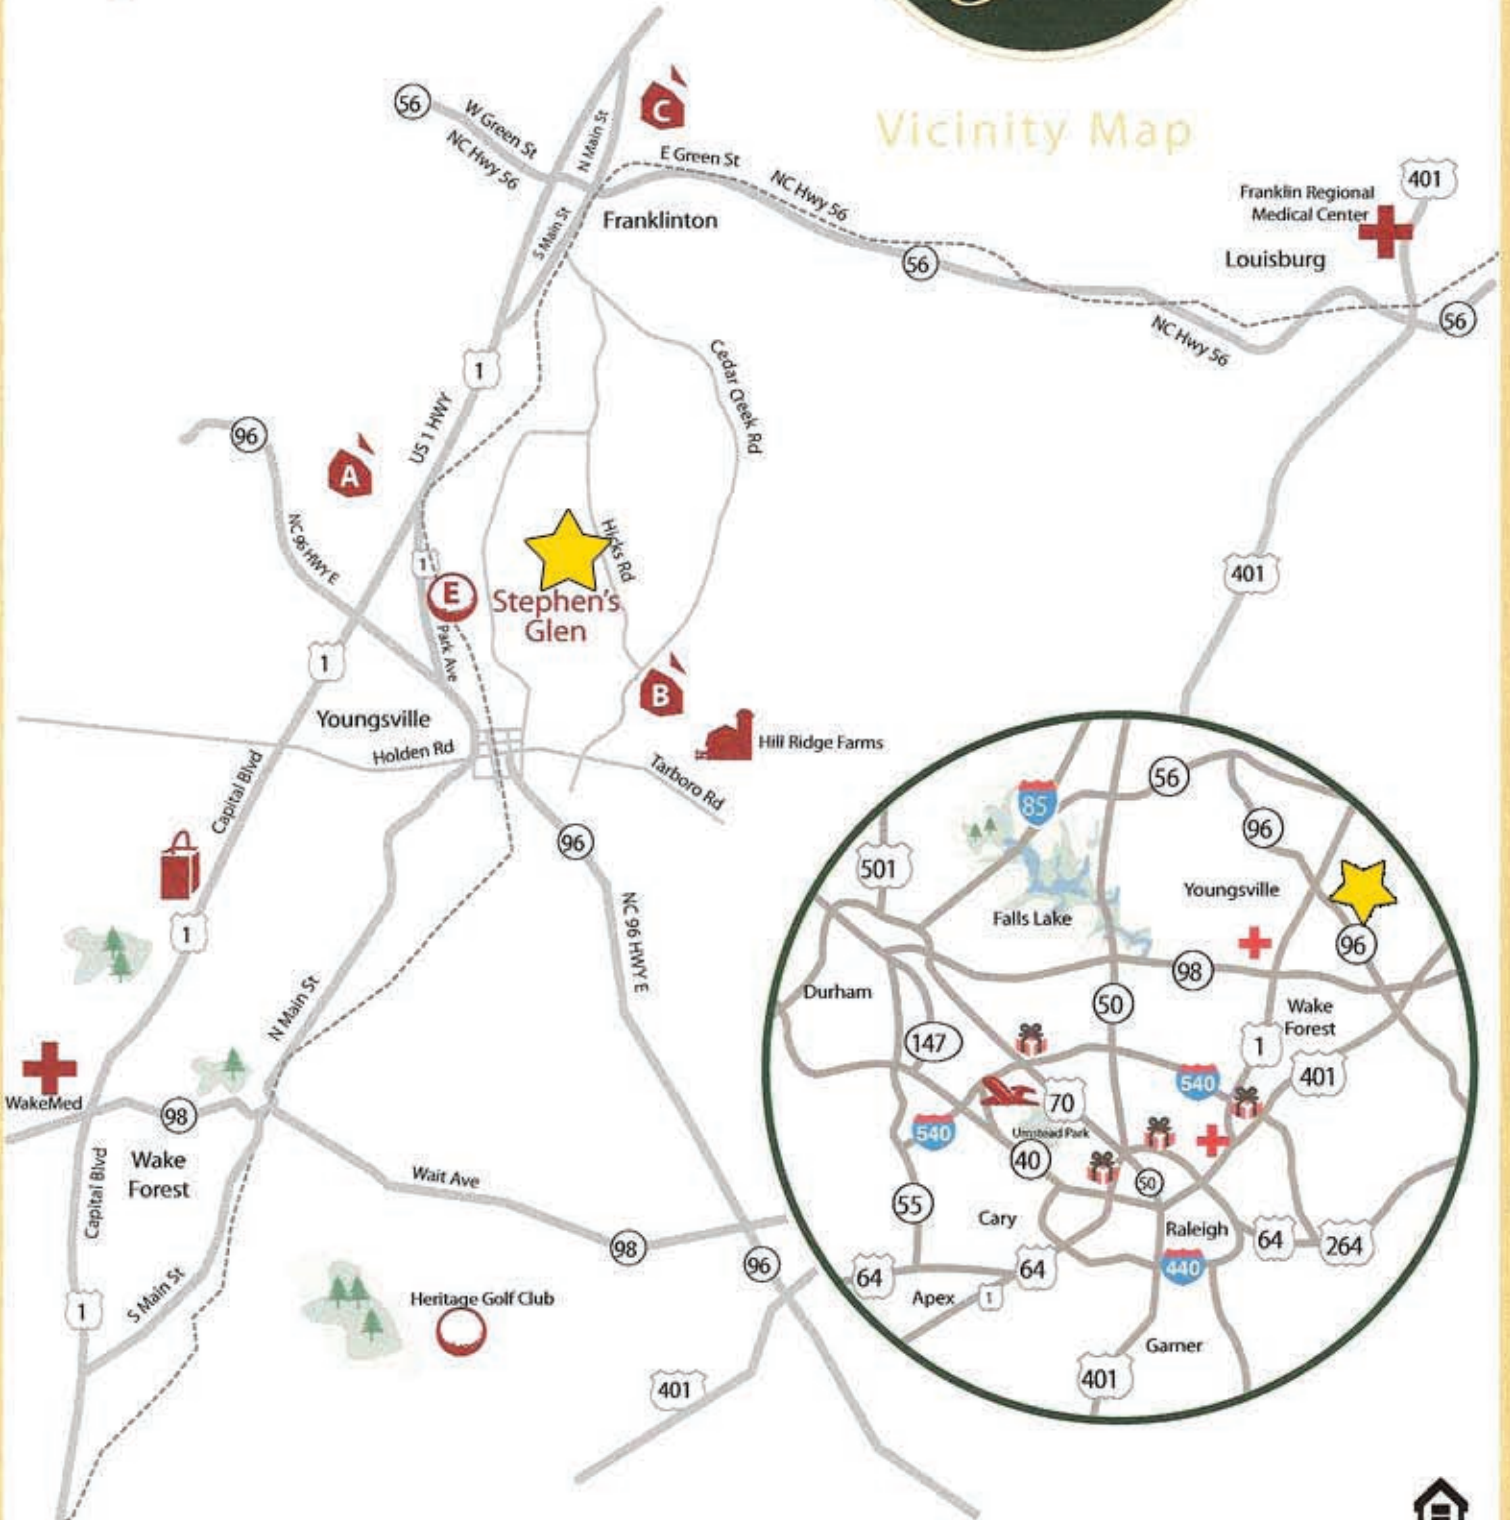 Vicinity Map
C
56
W Green St
NC Hwy 56
N Main St
E Green St
NC Hwy 56
S Main St
Franklinton
56
Franklin Regional
Medical Center
401
Louisburg
NC Hwy 56
56
1
Cedar Creek Rd
US 1 HWY
96
A
NC 96 HWY E
1
E
Park Ave
Hicks Rd
Stephen's
Glen
401
1
B
Youngsville
Holden Rd
Hill Ridge Farms
Tarboro Rd
Capital Blvd
96
NC 96 HWY E
1
N Main St
WakeMed
98
Wake
Forest
Capital Blvd
Wait Ave
98
96
1
S Main St
Heritage Golf Club
401
85
56
96
501
Youngsville
Falls Lake
96
98
Durham
50
Wake
Forest
147
1
401
540
70
540
Umstead Park
40
50
55
Cary
Raleigh
64
264
64
64
440
Apex
1
Garner
401